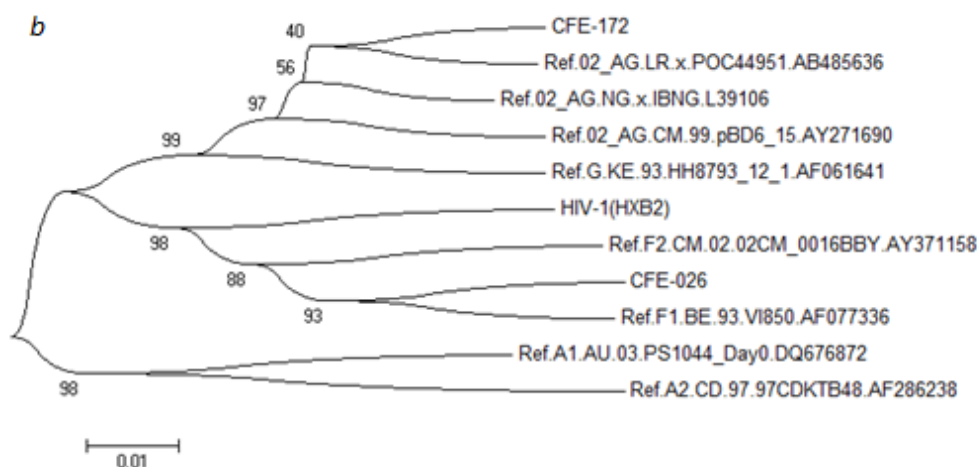 b
40
CFE-172
Ref.02_AG.LR.x.POC44951.AB485636
56
Ref.02_AG.NG.x.IBNG.L39106
97
Ref.02_AG.CM.99.pBD6_15.AY271690
99
Ref.G.KE.93.HH8793_12_1.AF061641
HIV-1(HXB2)
98
Ref.F2.CM.02.02CM_0016BBY.AY371158
88
CFE-026
93
Ref.F1.BE.93.VI850.AF077336
Ref.A1.AU.03.PS1044_Day0.DQ676872
98
Ref.A2.CD.97.97CDKTB48.AF286238
0.01